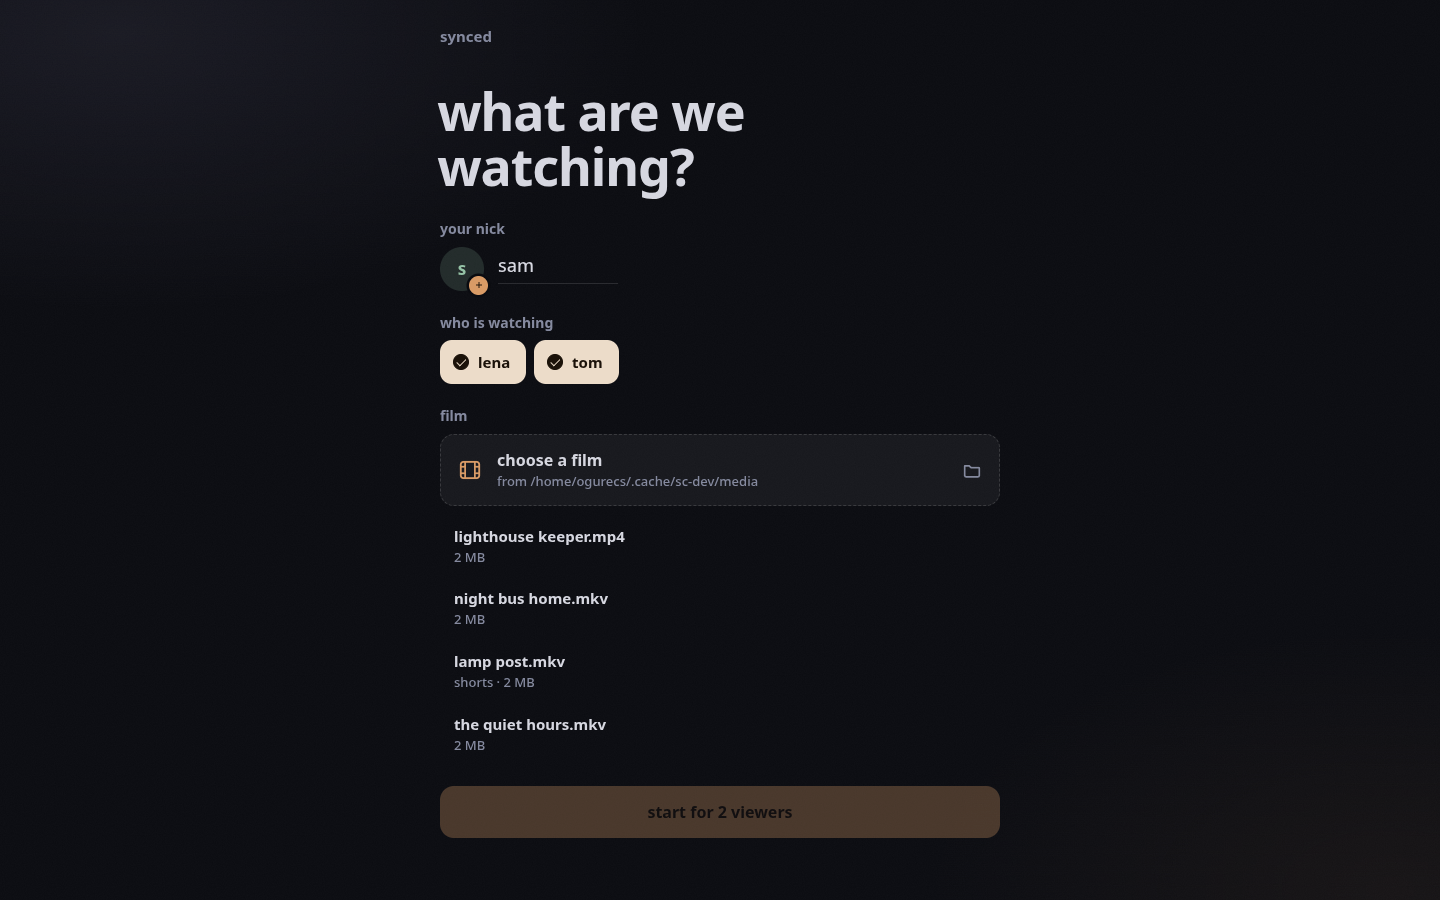 synced
what are we
watching?
your nick
s
sam
+
who is watching
lena
tom
film
choose a film
from /home/ogurecs/.cache/sc-dev/media
lighthouse keeper.mp4
2 MB
night bus home.mkv
2 MB
lamp post.mkv
shorts · 2 MB
the quiet hours.mkv
2 MB
start for 2 viewers